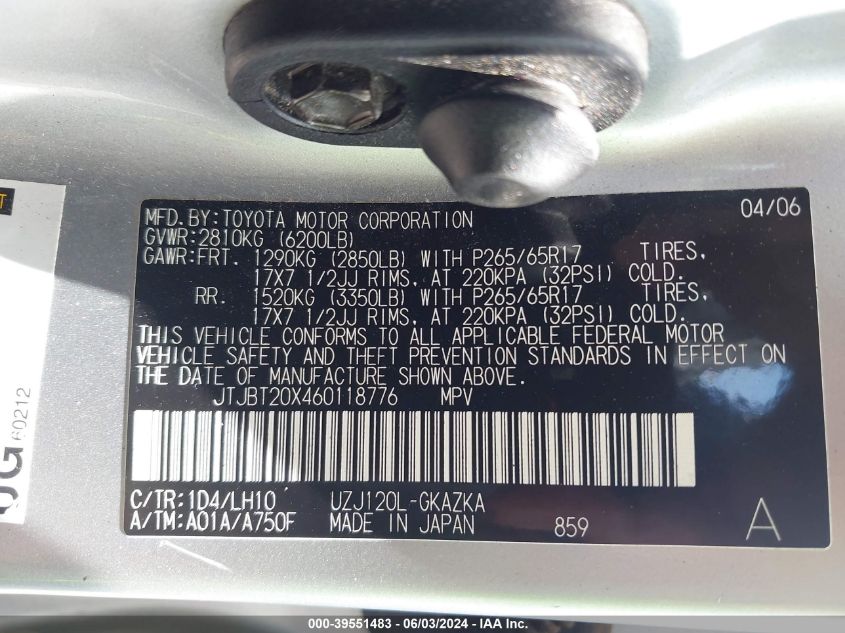 T
MFD.BY:TOYOTA MOTOR CORPORATION 04/06
GVWR:2810KG (6200LB)
GAWR:FRT. 1290KG (2850LB) WITH P265/65R17 TIRES,
17X7 1/2JJ RIMS, AT 220KPA (32PSI) COLD.
RR. 1520KG (3350LB) WITH P265/65R17 TIRES,
17X7 1/2JJ RIMS, AT 220KPA (32PSI) COLD.
THIS VEHICLE CONFORMS TO ALL APPLICABLE FEDERAL MOTOR
VEHICLE SAFETY AND THEFT PREVENTION STANDARDS IN EFFECT ON
THE DATE OF MANUFACTURE SHOWN ABOVE.
JTJBT20X460118776 MPV
C/TR:1D4/LH10 UZJ120L-GKAZKA
A/TM:A01A/A750F MADE IN JAPAN 859 A
60212
000-39551483 - 06/03/2024 - IAA Inc.